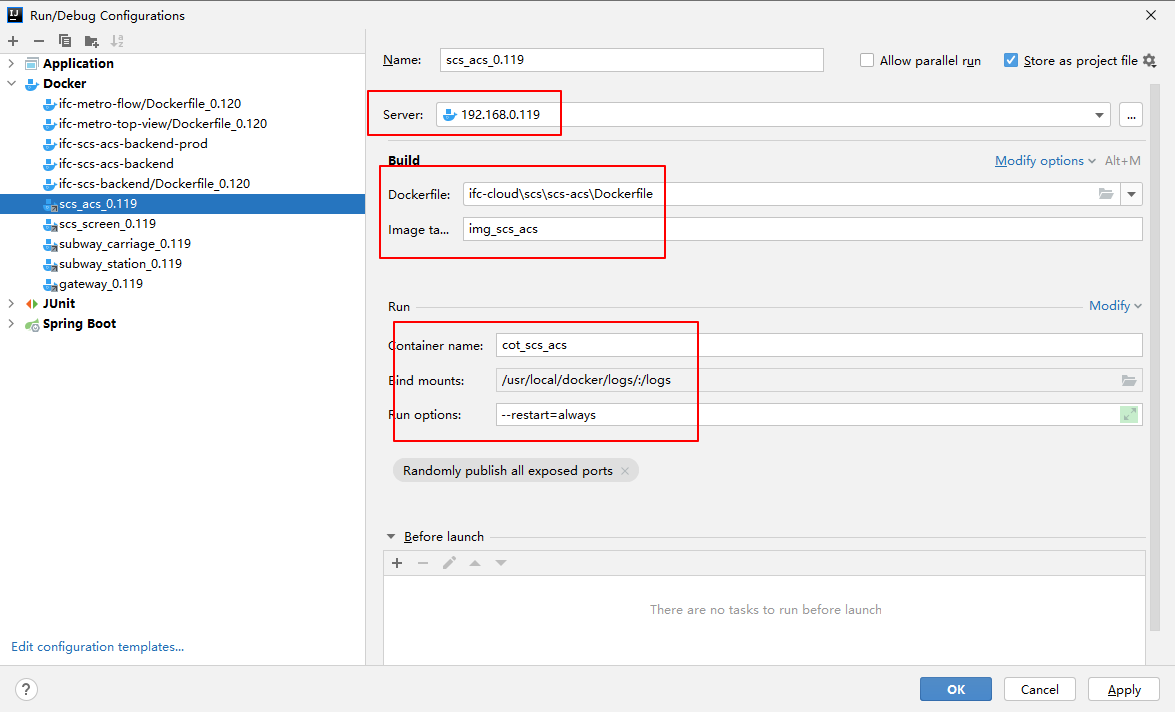 Run/Debug Configurations
Application
Docker
ifc-metro-flow/Dockerfile_0.120
ifc-metro-top-view/Dockerfile_0.120
ifc-scs-acs-backend-prod
ifc-scs-acs-backend
ifc-scs-backend/Dockerfile_0.120
scs_acs_0.119
scs_screen_0.119
subway_carriage_0.119
subway_station_0.119
gateway_0.119
JUnit
Spring Boot
Edit configuration templates...
Name: scs_acs_0.119 Allow parallel run Store as project file
Server: 192.168.0.119 ...
Build Modify options Alt+M
Dockerfile: ifc-cloud\scs\scs-acs\Dockerfile
Image ta... img_scs_acs
Run Modify
Container name: cot_scs_acs
Bind mounts: /usr/local/docker/logs/:/logs
Run options: --restart=always
Randomly publish all exposed ports
Before launch
There are no tasks to run before launch
? OK Cancel Apply